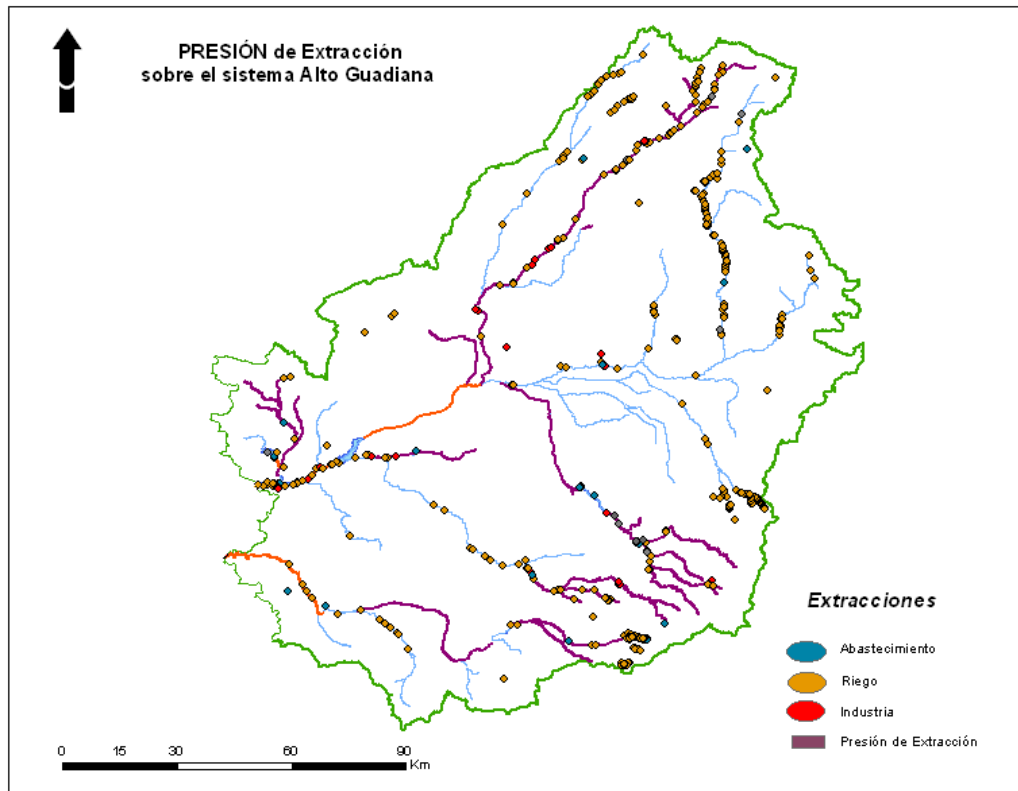 PRESIÓN de Extracción
sobre el sistema Alto Guadiana
Extracciones
Abastecimiento
Riego
Industria
Presión de Extracción
0 15 30 60 90
Km